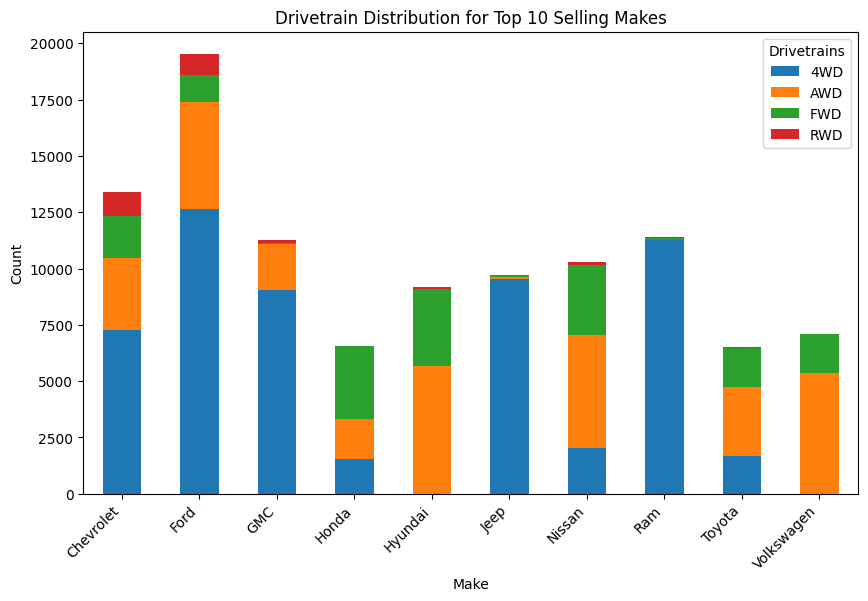 Drivetrain Distribution for Top 10 Selling Makes
Drivetrains
4WD
AWD
FWD
RWD
Count
20000
17500
15000
12500
10000
7500
5000
2500
0
Chevrolet
Ford
GMC
Honda
Hyundai
Jeep
Nissan
Ram
Toyota
Volkswagen
Make